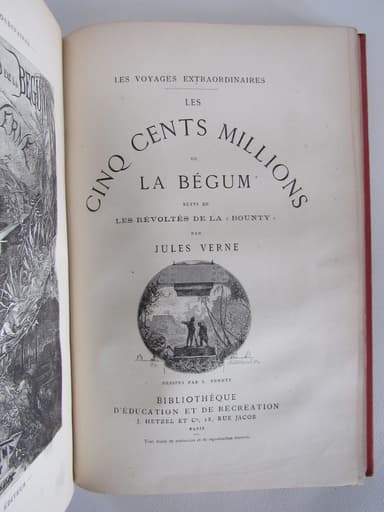 LES VOYAGES EXTRAORDINAIRES
LES
CINQ CENTS MILLIONS
DE
LA BÉGUM
SUIVI DE
LES RÉVOLTÉS DE LA « BOUNTY »
PAR
JULES VERNE
DESSINS PAR L. BENETT
BIBLIOTHÈQUE
D'ÉDUCATION ET DE RÉCRÉATION
J. HETZEL ET Cie, 18, RUE JACOB
PARIS
Tous droits de traduction et de reproduction réservés.